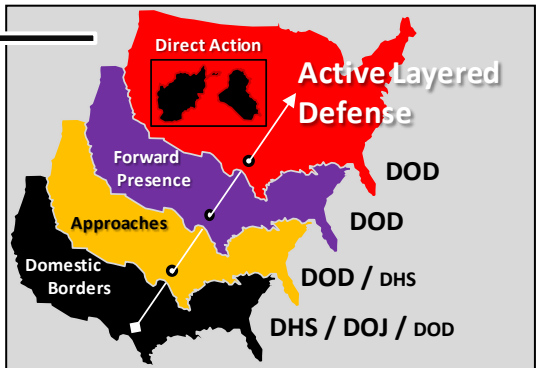 Direct Action
Active Layered
Defense
Forward
Presence
DOD
DOD
Approaches
DOD / DHS
Domestic
Borders
DHS / DOJ / DOD